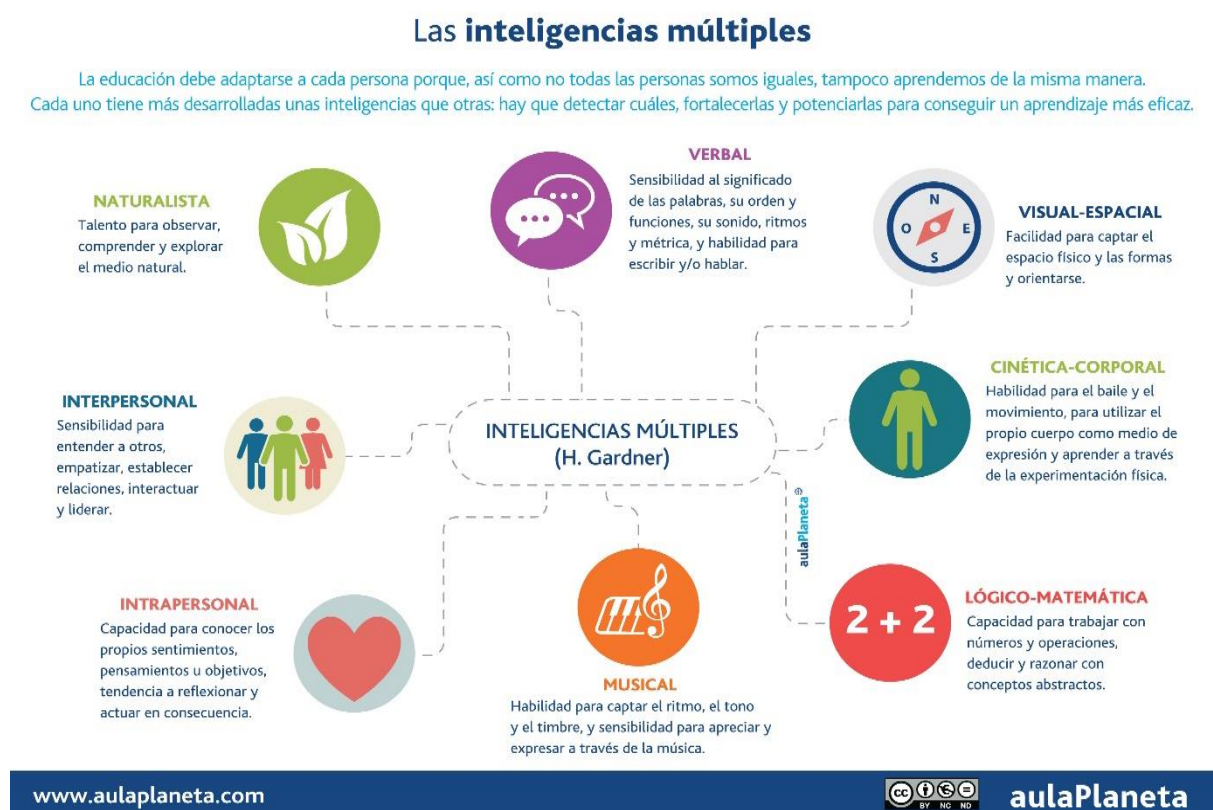 Las inteligencias múltiples
La educación debe adaptarse a cada persona porque, así como no todas las personas somos iguales, tampoco aprendemos de la misma manera.
Cada uno tiene más desarrolladas unas inteligencias que otras: hay que detectar cuáles, fortalecerlas y potenciarlas para conseguir un aprendizaje más eficaz.
NATURALISTA
Talento para observar,
comprender y explorar
el medio natural.
VERBAL
Sensibilidad al significado
de las palabras, su orden y
funciones, su sonido, ritmos
y métrica, y habilidad para
escribir y/o hablar.
N
O E
S
VISUAL-ESPACIAL
Facilidad para captar el
espacio físico y las formas
y orientarse.
INTERPERSONAL
Sensibilidad para
entender a otros,
empatizar, establecer
relaciones, interactuar
y liderar.
INTELIGENCIAS MÚLTIPLES
(H. Gardner)
CINÉTICA-CORPORAL
Habilidad para el baile y el
movimiento, para utilizar el
propio cuerpo como medio de
expresión y aprender a través
de la experimentación física.
aulaPlaneta
INTRAPERSONAL
Capacidad para conocer los
propios sentimientos,
pensamientos u objetivos,
tendencia a reflexionar y
actuar en consecuencia.
MUSICAL
Habilidad para captar el ritmo, el tono
y el timbre, y sensibilidad para apreciar y
expresar a través de la música.
2 + 2
LÓGICO-MATEMÁTICA
Capacidad para trabajar con
números y operaciones,
deducir y razonar con
conceptos abstractos.
www.aulaplaneta.com
cc
BY NC ND
aulaPlaneta